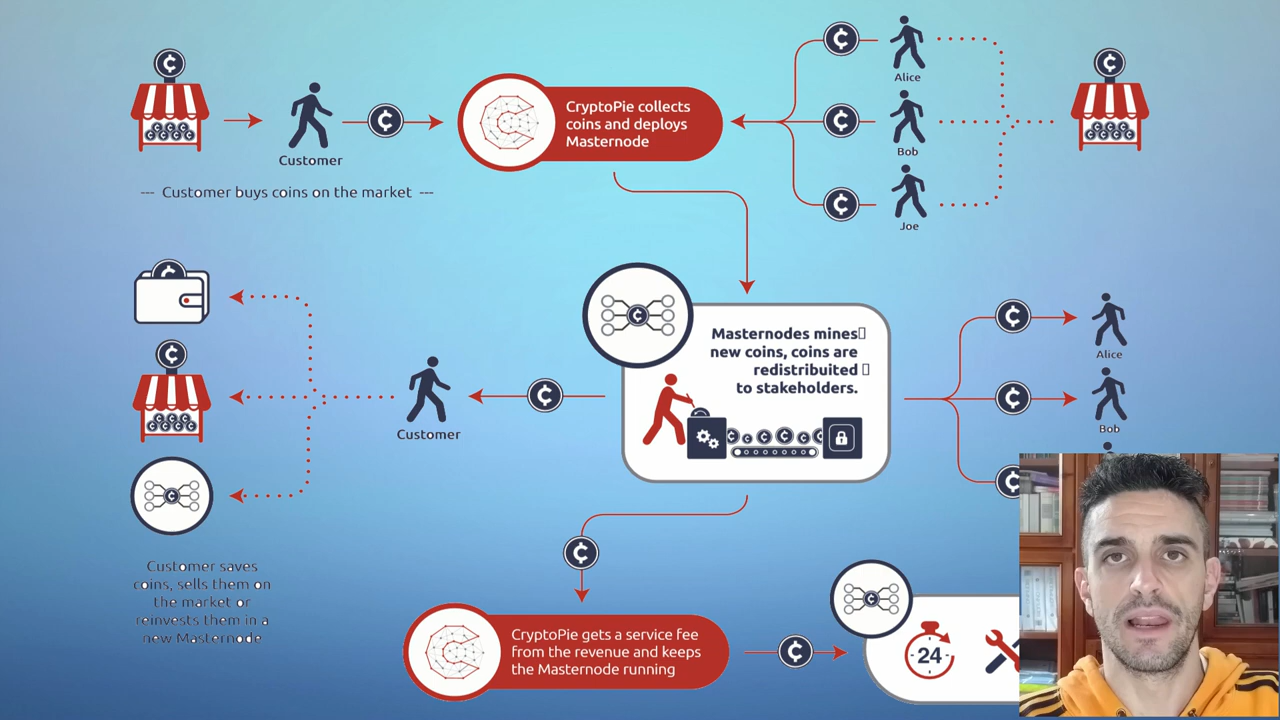 Alice
Customer
CryptoPie collects
coins and deploys
Masternode
Bob
--- Customer buys coins on the market ---
Joe
Masternodes mines
new coins, coins are
redistribuited
to stakeholders.
Alice
Customer
Bob
Customer saves
coins, sells them on
the market or
reinvests them in a
new Masternode
CryptoPie gets a service fee
from the revenue and keeps
the Masternode running
24